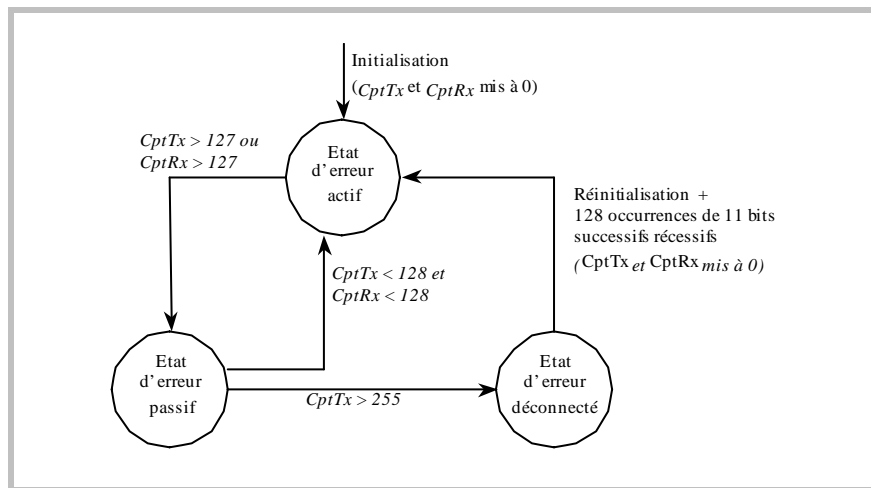 Initialisation
(CptTx et CptRx mis à 0)
CptTx > 127 ou
CptRx > 127
Etat
d'erreur
actif
Réinitialisation +
128 occurrences de 11 bits
successifs récessifs
(CptTx et CptRx mis à 0)
CptTx < 128 et
CptRx < 128
Etat
d'erreur
passif
CptTx > 255
Etat
d'erreur
déconnecté